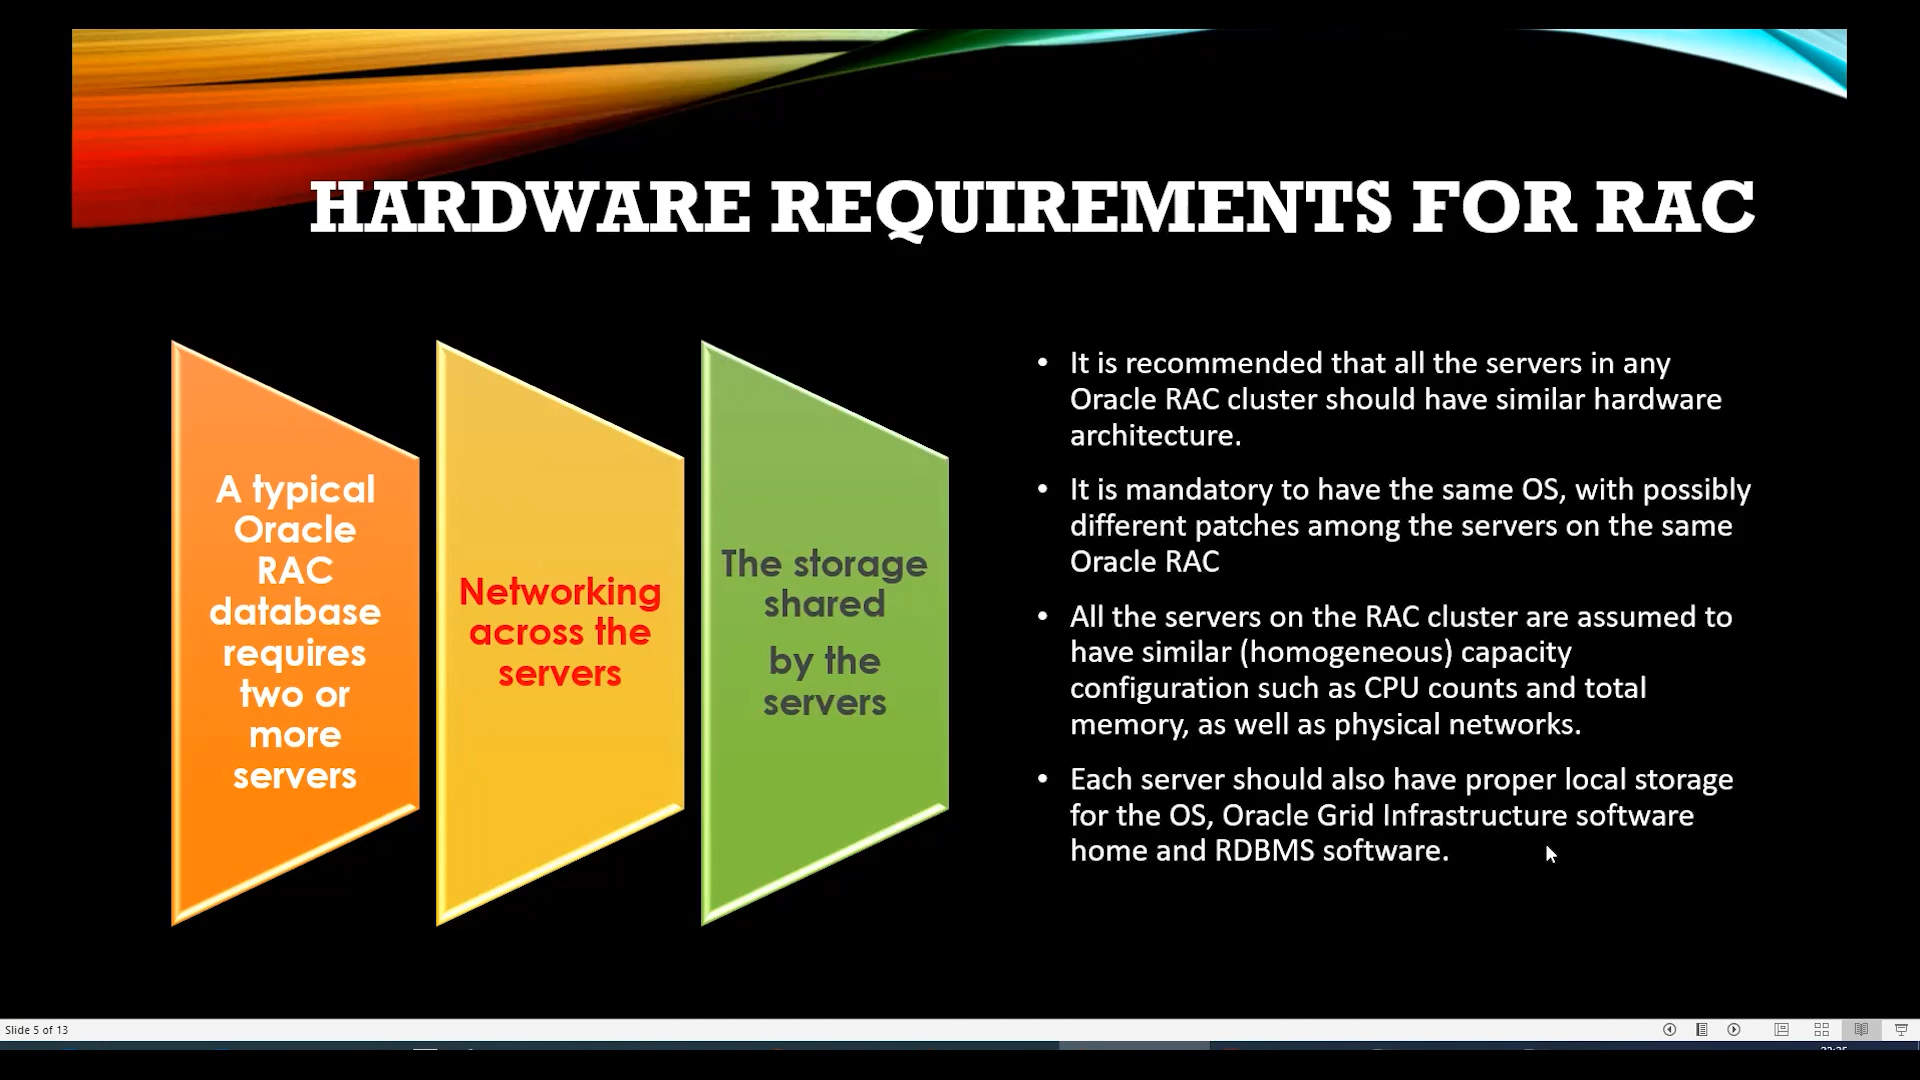 HARDWARE REQUIREMENTS FOR RAC
A typical
Oracle
RAC
database
requires
two or
more
servers
Networking
across the
servers
The storage
shared
by the
servers
• It is recommended that all the servers in any
Oracle RAC cluster should have similar hardware
architecture.
• It is mandatory to have the same OS, with possibly
different patches among the servers on the same
Oracle RAC
• All the servers on the RAC cluster are assumed to
have similar (homogeneous) capacity
configuration such as CPU counts and total
memory, as well as physical networks.
• Each server should also have proper local storage
for the OS, Oracle Grid Infrastructure software
home and RDBMS software.
Slide 5 of 13